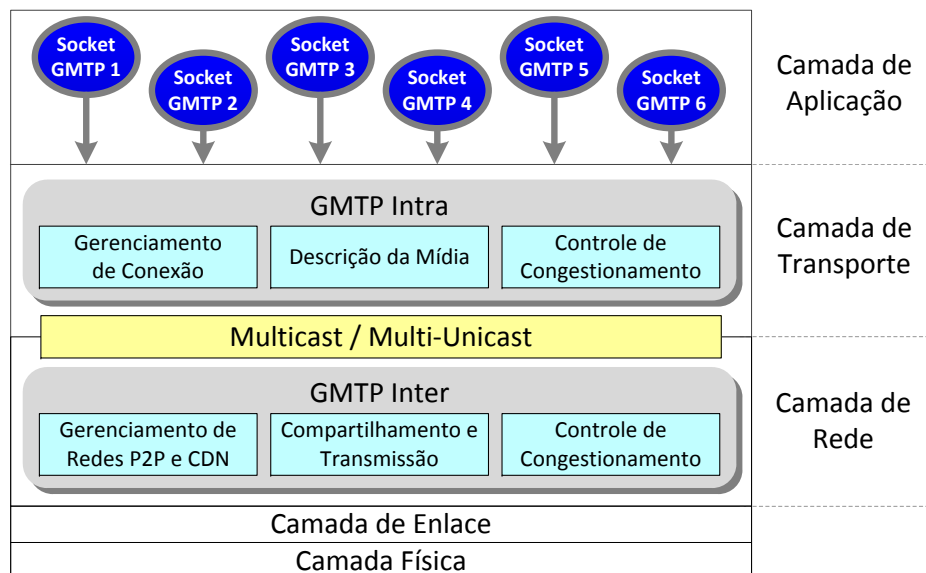 Socket
GMTP 1
Socket
GMTP 2
Socket
GMTP 3
Socket
GMTP 4
Socket
GMTP 5
Socket
GMTP 6
Camada de
Aplicação
GMTP Intra
Gerenciamento
de Conexão
Descrição da Mídia
Controle de
Congestionamento
Camada de
Transporte
Multicast / Multi-Unicast
GMTP Inter
Gerenciamento de
Redes P2P e CDN
Compartilhamento e
Transmissão
Controle de
Congestionamento
Camada de
Rede
Camada de Enlace
Camada Física